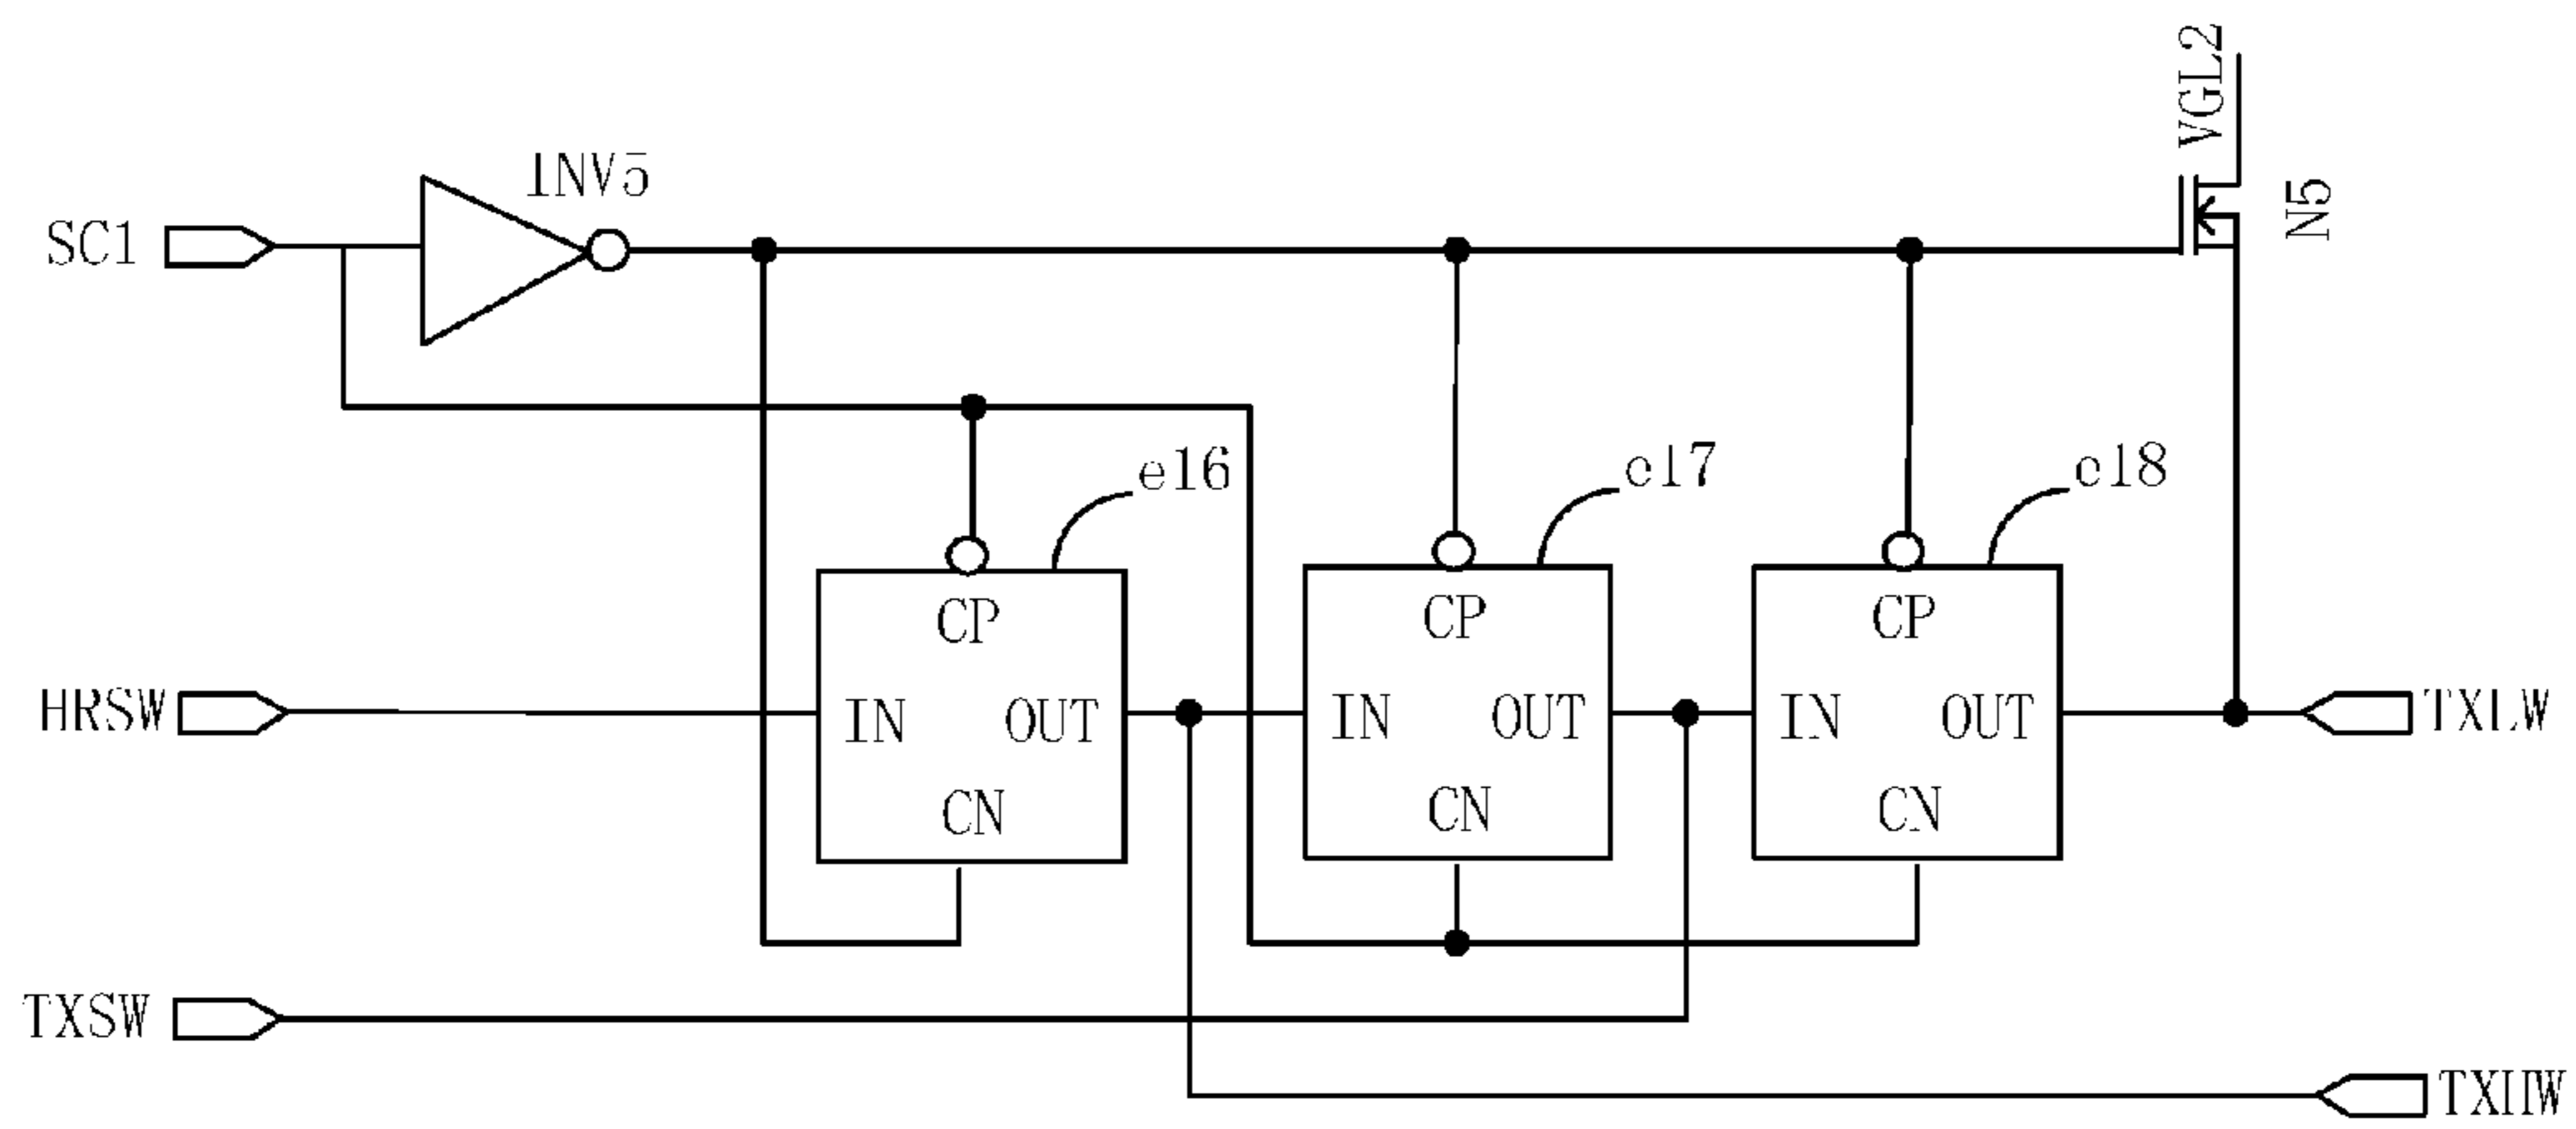 VGL2
INV5
SC1
N5
e16
e17
e18
CP
CP
CP
HRSW
IN
OUT
IN
OUT
IN
OUT
TXLW
CN
CN
CN
TXSW
TXHW